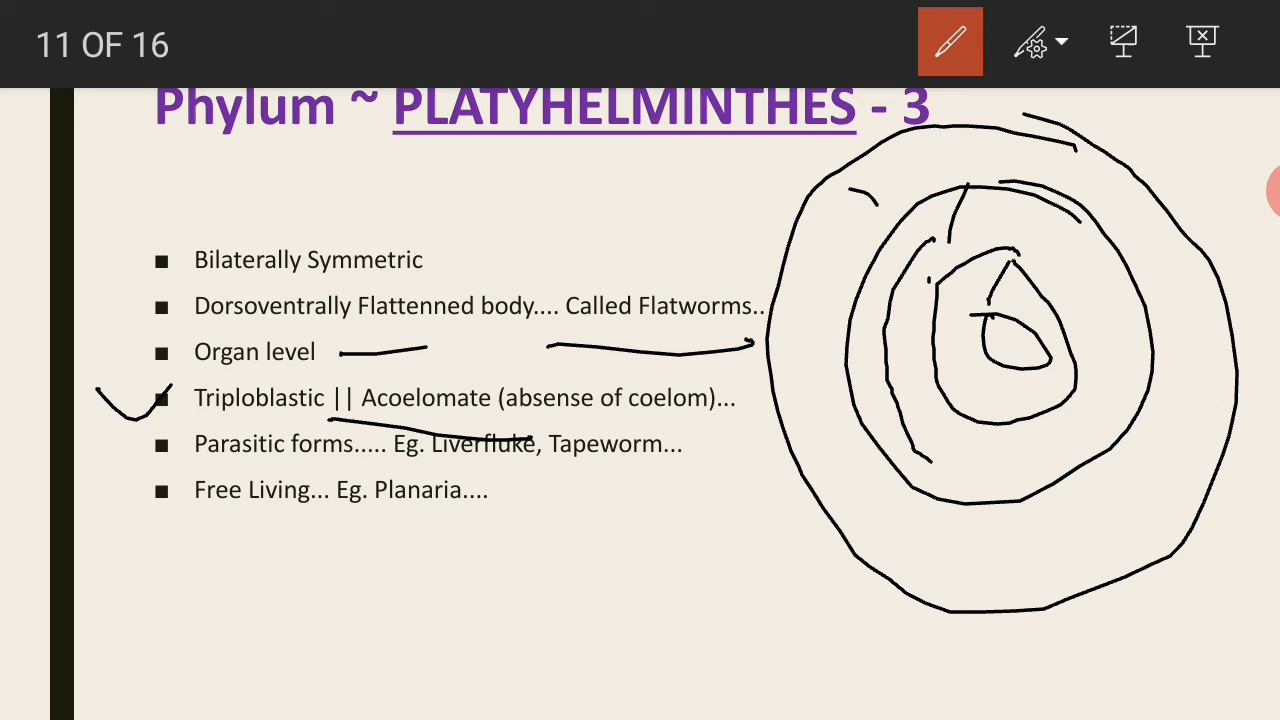 11 OF 16
Phylum ~ PLATYHELMINTHES - 3
■ Bilaterally Symmetric
■ Dorsoventrally Flattenned body.... Called Flatworms..
■ Organ level
■ Triploblastic || Acoelomate (absense of coelom)...
■ Parasitic forms..... Eg. Liverfluke, Tapeworm...
■ Free Living... Eg. Planaria....